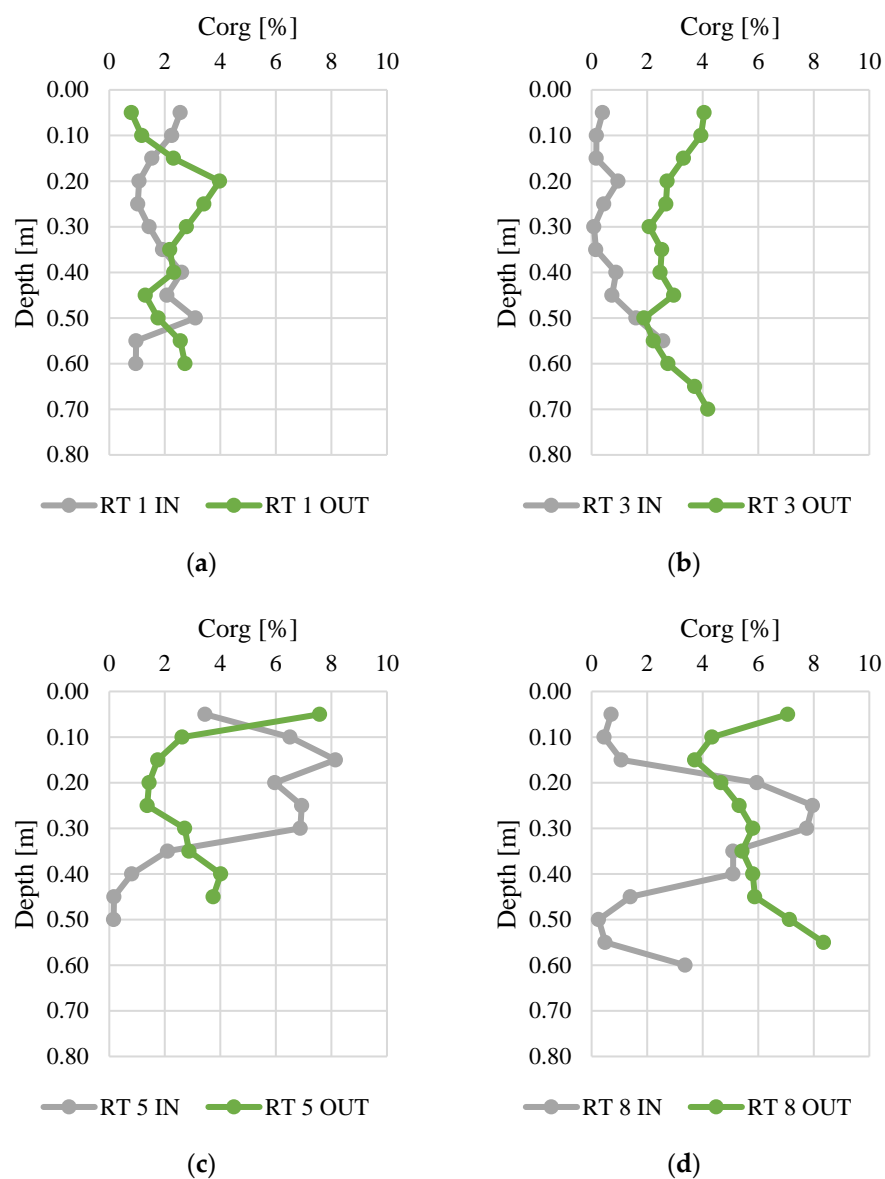 Corg [%]
0 2 4 6 8 10
0.00
0.10
0.20
0.30
0.40
0.50
0.60
0.70
0.80
Depth [m]
RT 1 IN RT 1 OUT
(a)
Corg [%]
0 2 4 6 8 10
0.00
0.10
0.20
0.30
0.40
0.50
0.60
0.70
0.80
Depth [m]
RT 3 IN RT 3 OUT
(b)
Corg [%]
0 2 4 6 8 10
0.00
0.10
0.20
0.30
0.40
0.50
0.60
0.70
0.80
Depth [m]
RT 5 IN RT 5 OUT
(c)
Corg [%]
0 2 4 6 8 10
0.00
0.10
0.20
0.30
0.40
0.50
0.60
0.70
0.80
Depth [m]
RT 8 IN RT 8 OUT
(d)